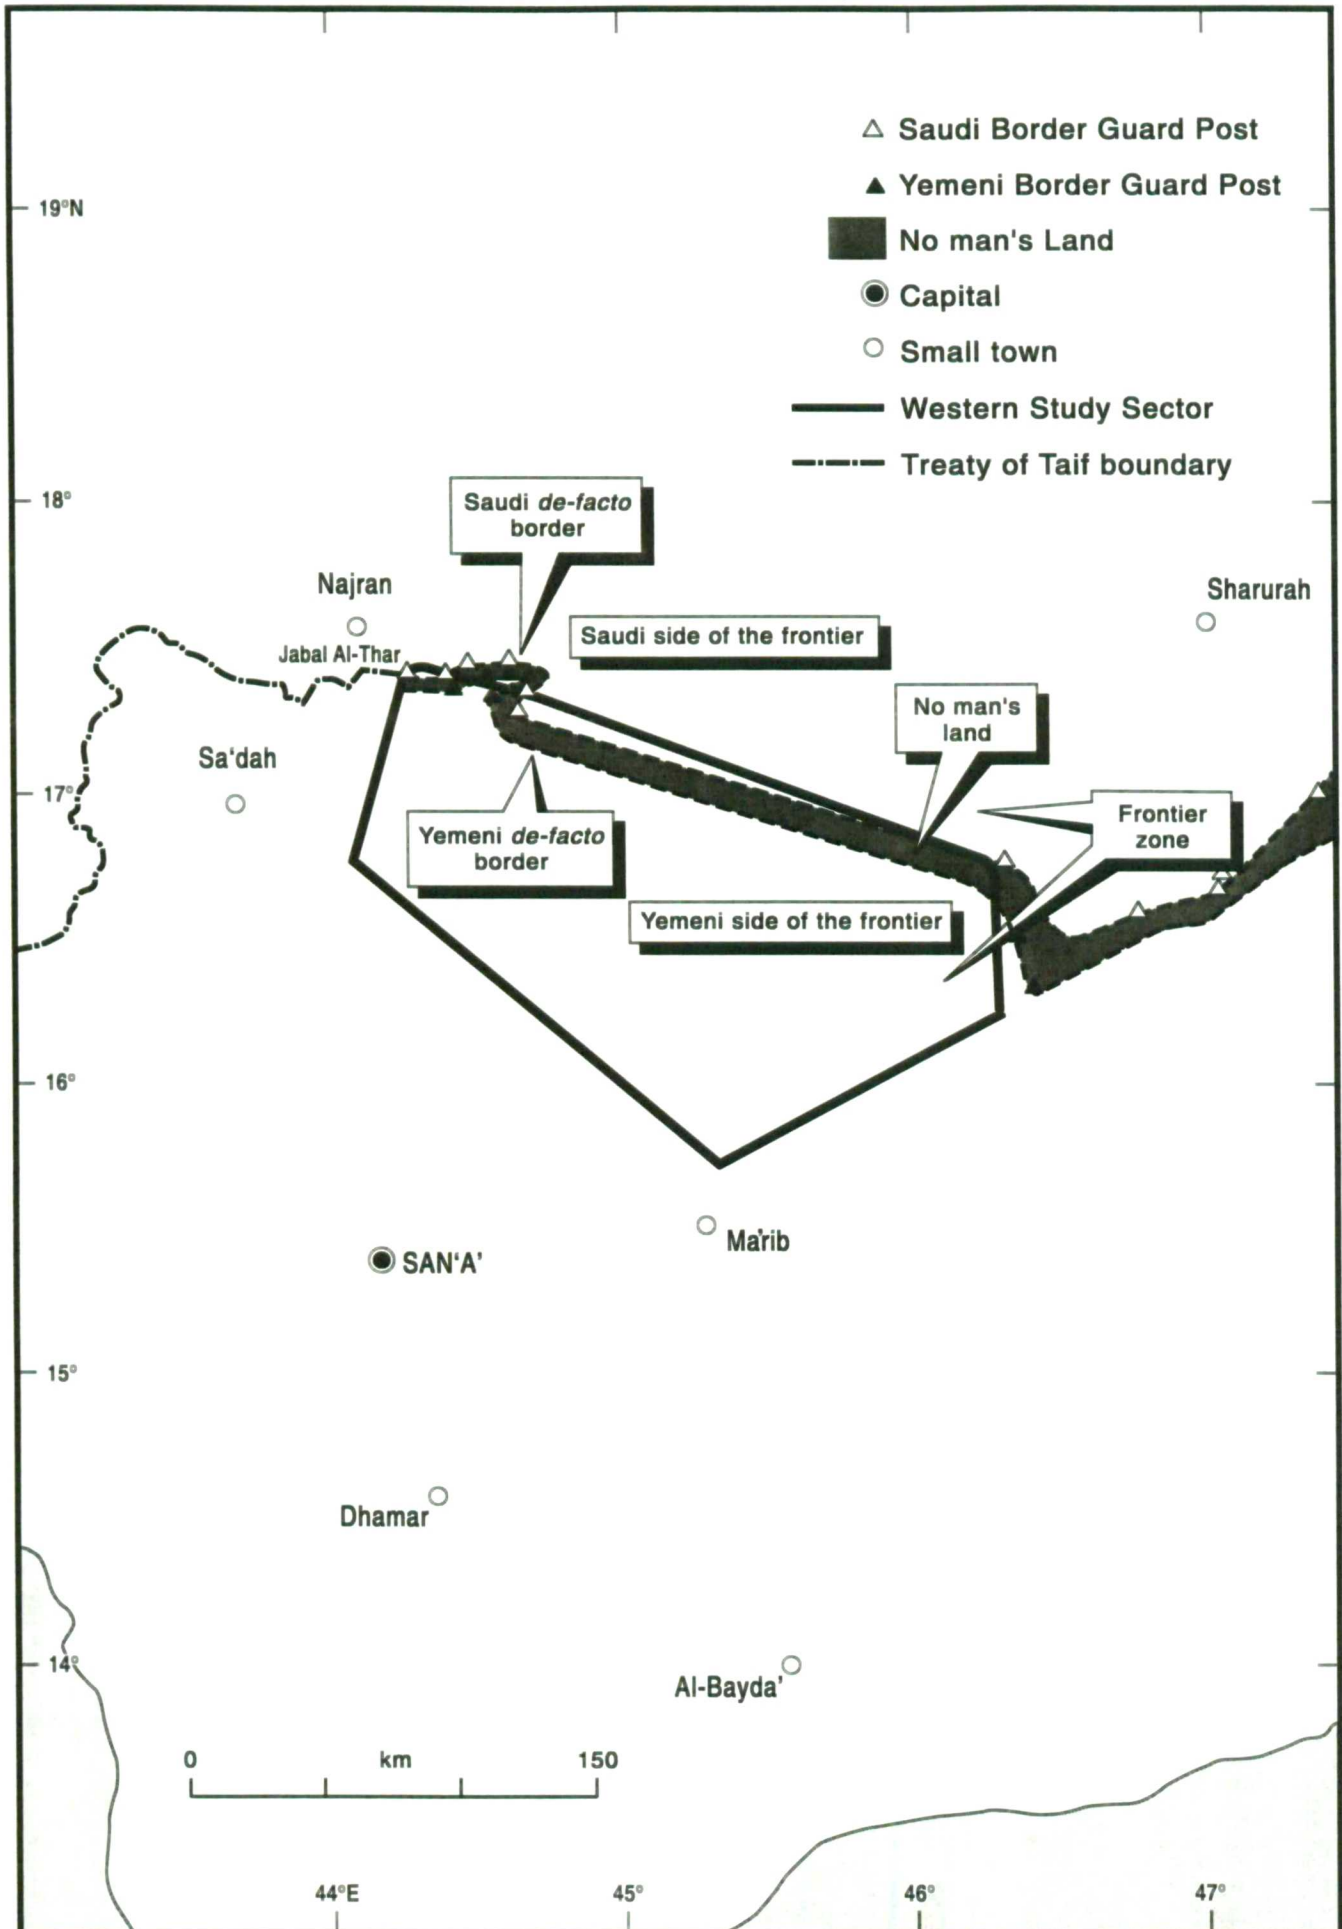 Saudi Border Guard Post
Yemeni Border Guard Post
19°N
No man's Land
Capital
Small town
Western Study Sector
Treaty of Taif boundary
18°
Saudi de-facto
border
Najran
Sharurah
Saudi side of the frontier
Jabal Al-Thar
No man's
land
Sa‘dah
17°
Frontier
zone
Yemeni de-facto
border
Yemeni side of the frontier
16°
Ma'rib
SAN‘A’
15°
Dhamar
14°
Al-Bayda’
0 km 150
44°E 45° 46° 47°